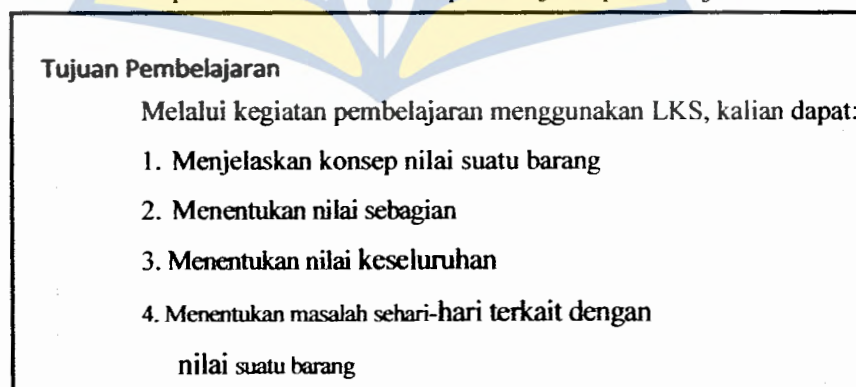 Tujuan Pembelajaran
Melalui kegiatan pembelajaran menggunakan LKS, kalian dapat:
1. Menjelaskan konsep nilai suatu barang
2. Menentukan nilai sebagian
3. Menentukan nilai keseluruhan
4. Menentukan masalah sehari-hari terkait dengan
nilai suatu barang